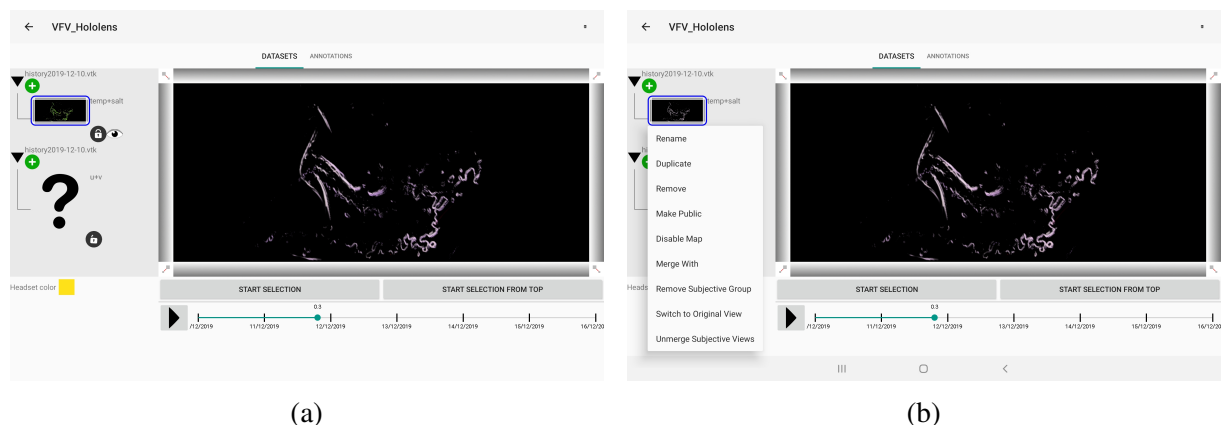 VFV_Hololens
DATASETS ANNOTATIONS
history2019-12-10.vtk
temp+salt
history2019-12-10.vtk
u+v
?
Headset color
START SELECTION START SELECTION FROM TOP
0.3
/12/2019 11/12/2019 12/12/2019 13/12/2019 14/12/2019 15/12/2019 16/12/20
(a)
VFV_Hololens
DATASETS ANNOTATIONS
history2019-12-10.vtk
temp+salt
Rename
Duplicate
Remove
Make Public
Disable Map
Merge With
Remove Subjective Group
Switch to Original View
Unmerge Subjective Views
Heads
START SELECTION START SELECTION FROM TOP
0.3
/12/2019 11/12/2019 12/12/2019 13/12/2019 14/12/2019 15/12/2019 16/12/20
(b)